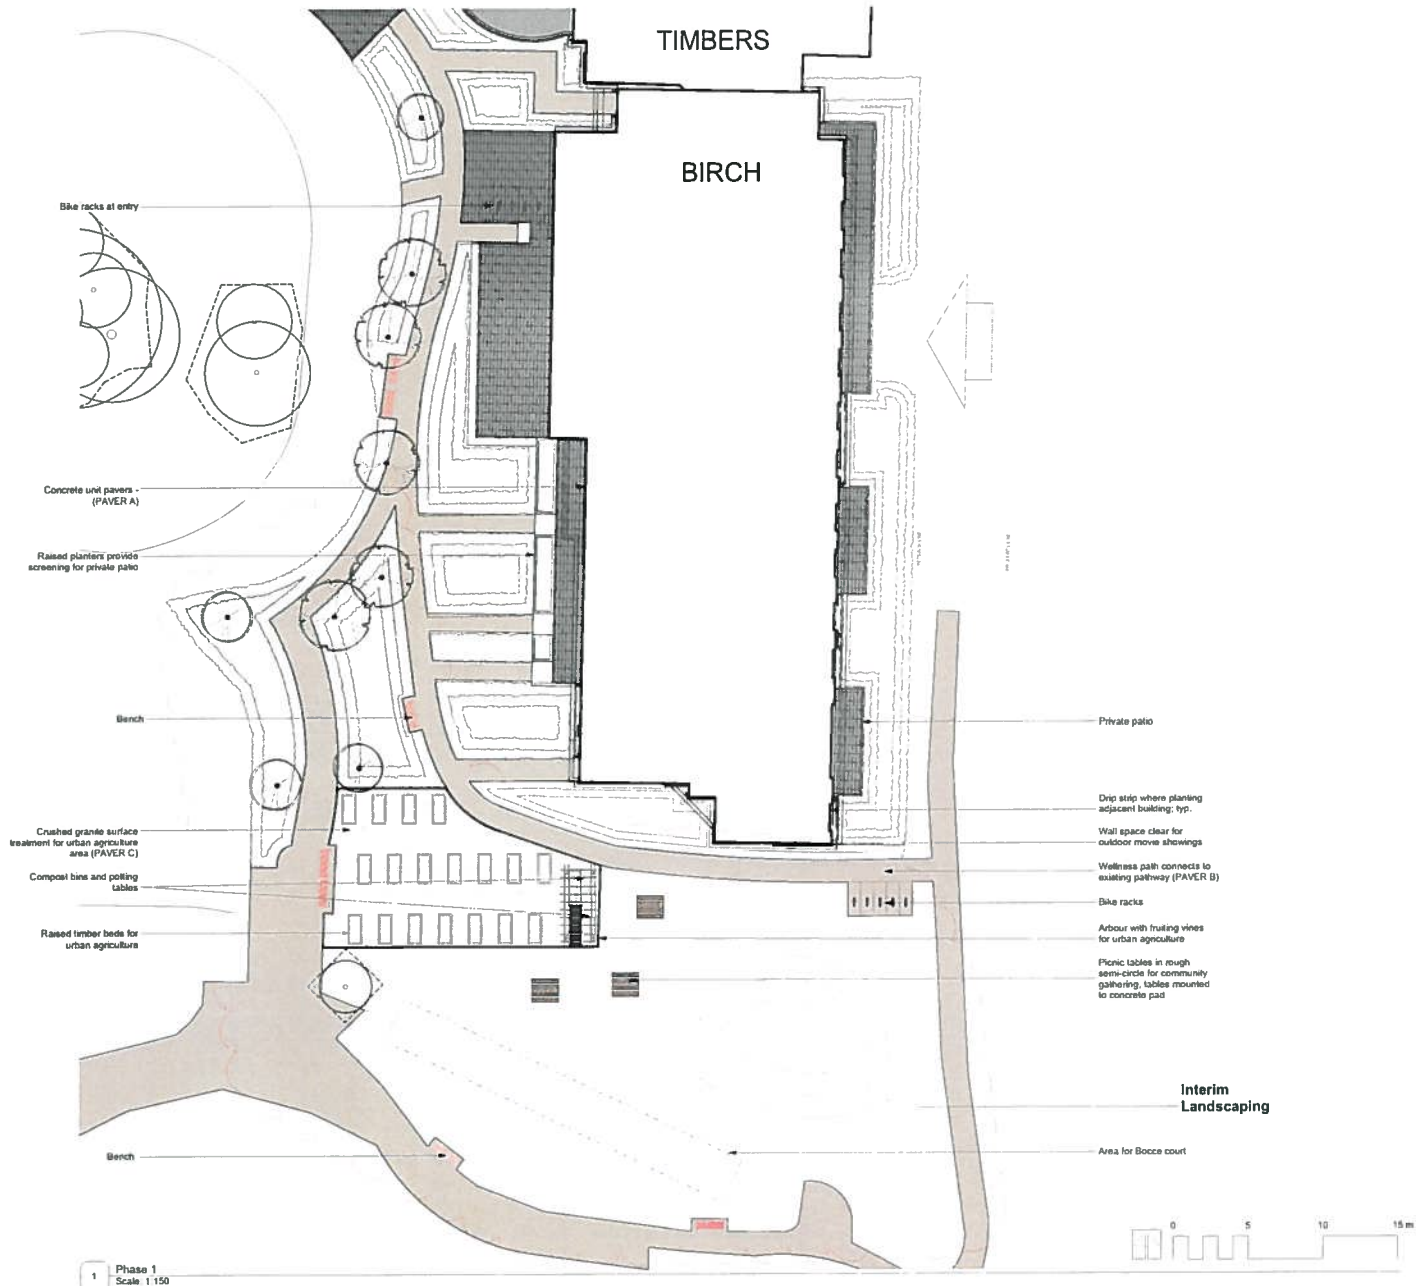 TIMBERS
BIRCH
Bike racks at entry
Concrete unit pavers -
(PAVER A)
Raised planters provide
screening for private patio
Bench
Crushed granite surface
treatment for urban agriculture
area (PAVER C)
Compost bins and potting
tables
Raised timber beds for
urban agriculture
Bench
Private patio
Drip strip where planting
adjacent building; typ.
Wall space clear for
outdoor movie showings
Wellness path connects to
existing pathway (PAVER B)
Bike racks
Arbour with fruiting vines
for urban agriculture
Picnic tables in rough
semi-circle for community
gathering, tables mounted
to concrete pad
Interim
Landscaping
Area for Bocce court
0 5 10 15 m
1 Phase 1
Scale 1:150